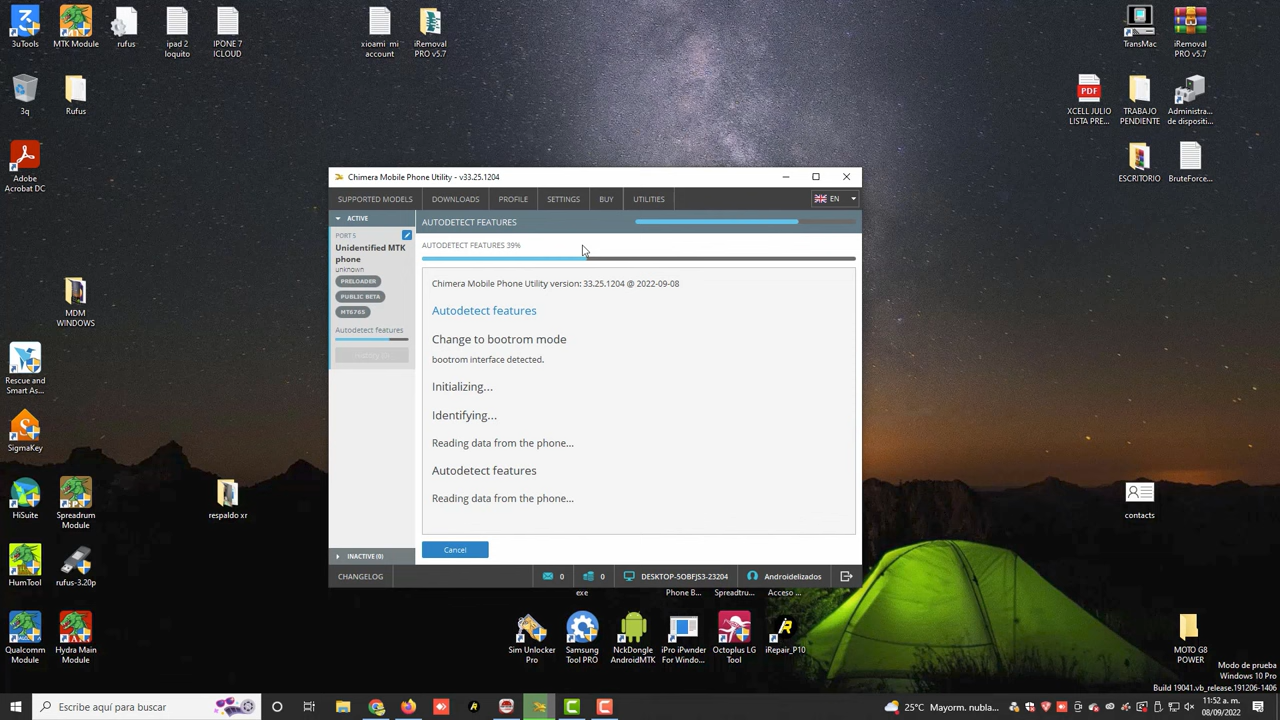 3uTools
MTK Module
rufus
ipad 2
loquito
IPONE 7
ICLOUD
xioami mi
account
iRemoval
PRO v5.7
TransMac
iRemoval
PRO v5.7
3q
Rufus
XCELL JULIO
LISTA PRE...
TRABAJO
PENDIENTE
Administra...
de dispositi...
Adobe
Acrobat DC
ESCRITORIO
BruteForce...
MDM
WINDOWS
Rescue and
Smart As...
SigmaKey
HiSuite
Spreadrum
Module
respaldo xr
contacts
HumTool
rufus-3.20p
Qualcomm
Module
Hydra Main
Module
Chimera Mobile Phone Utility - v33.25.1204
SUPPORTED MODELS
DOWNLOADS
PROFILE
SETTINGS
BUY
UTILITIES
EN
ACTIVE
PORT 5
Unidentified MTK
phone
unknown
PRELOADER
PUBLIC BETA
MT6765
Autodetect features
INACTIVE (0)
AUTODETECT FEATURES
AUTODETECT FEATURES 39%
Chimera Mobile Phone Utility version: 33.25.1204 @ 2022-09-08
Autodetect features
Change to bootrom mode
bootrom interface detected.
Initializing...
Identifying...
Reading data from the phone...
Autodetect features
Reading data from the phone...
Cancel
CHANGELOG
0
0
DESKTOP-5OBFJS3-23204
Androidelizados
exe
Phone B...
Spreadtru...
Acceso ...
Sim Unlocker
Pro
Samsung
Tool PRO
NckDongle
AndroidMTK
iPro iPwnder
For Windo...
Octoplus LG
Tool
iRepair_P10
MOTO G8
POWER
Modo de prueba
Windows 10 Pro
Build 19041.vb_release.191206-1406
Escribe aquí para buscar
25°C Mayorm. nubla...
11:52 a. m.
08/09/2022